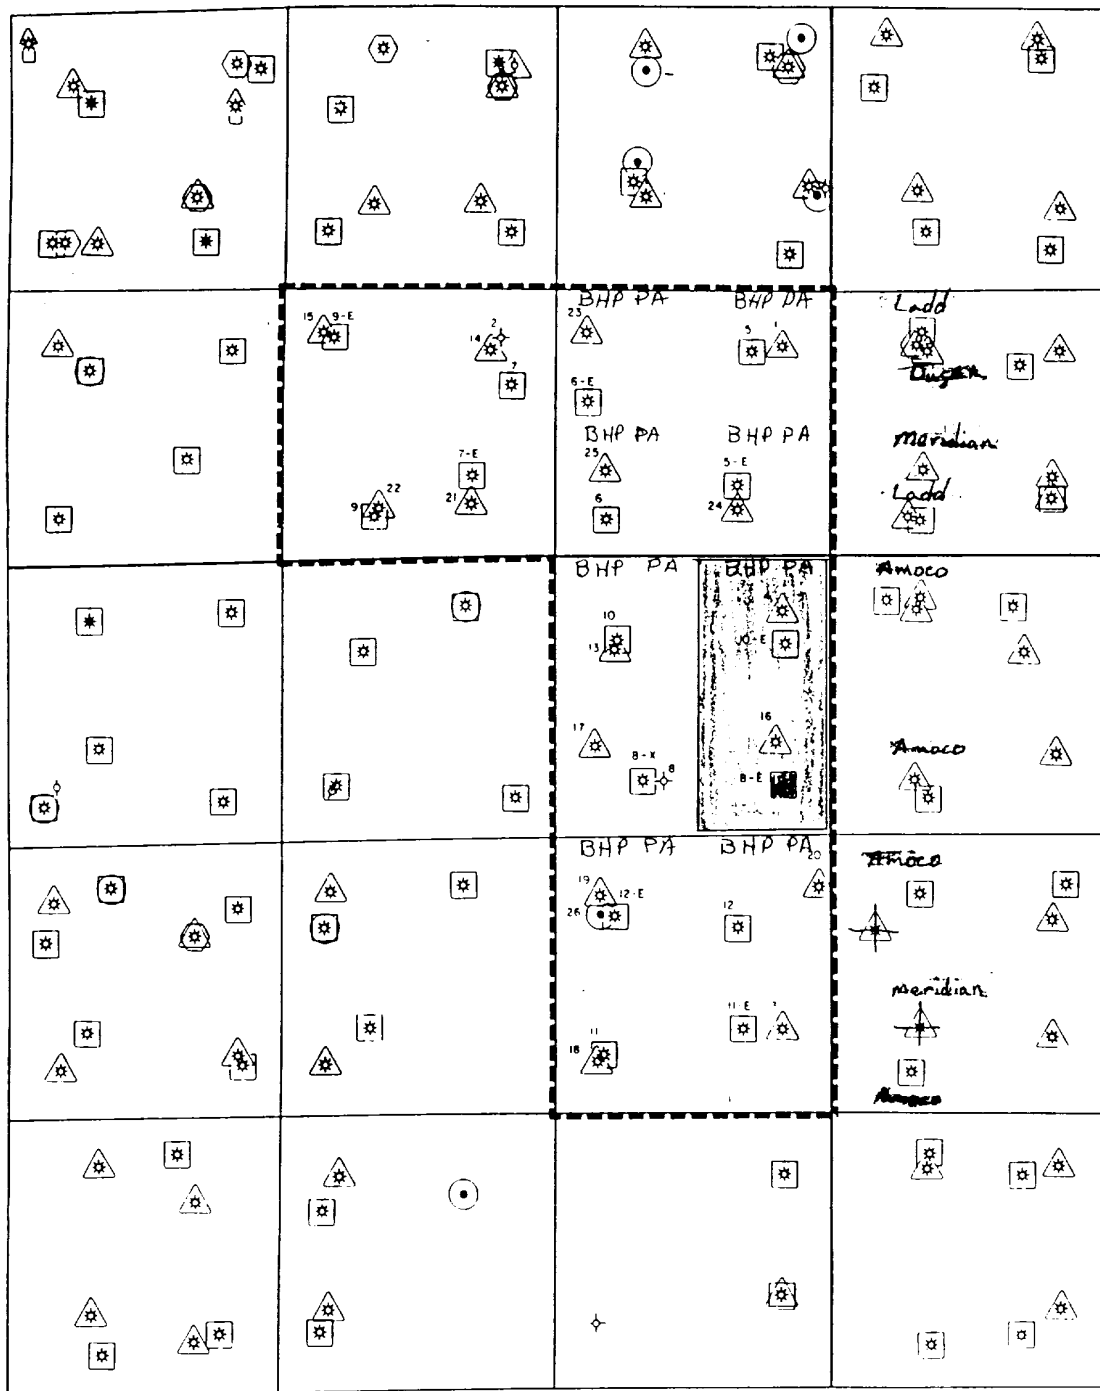 BHP PA BHP PA
Ladd
15 9-E 2 23 5 1
14
7
6-E
BHP PA BHP PA
Meridian
7-E 25 5-E
22 21 6 24
9
Ladd
BHP PA BHP PA
Amoco
10
13 10-E
17 16
Amoco
8-X 8 8-E
BHP PA BHP PA
20
Amoco
19 12-E
26 12
Meridian
11 11-E
18